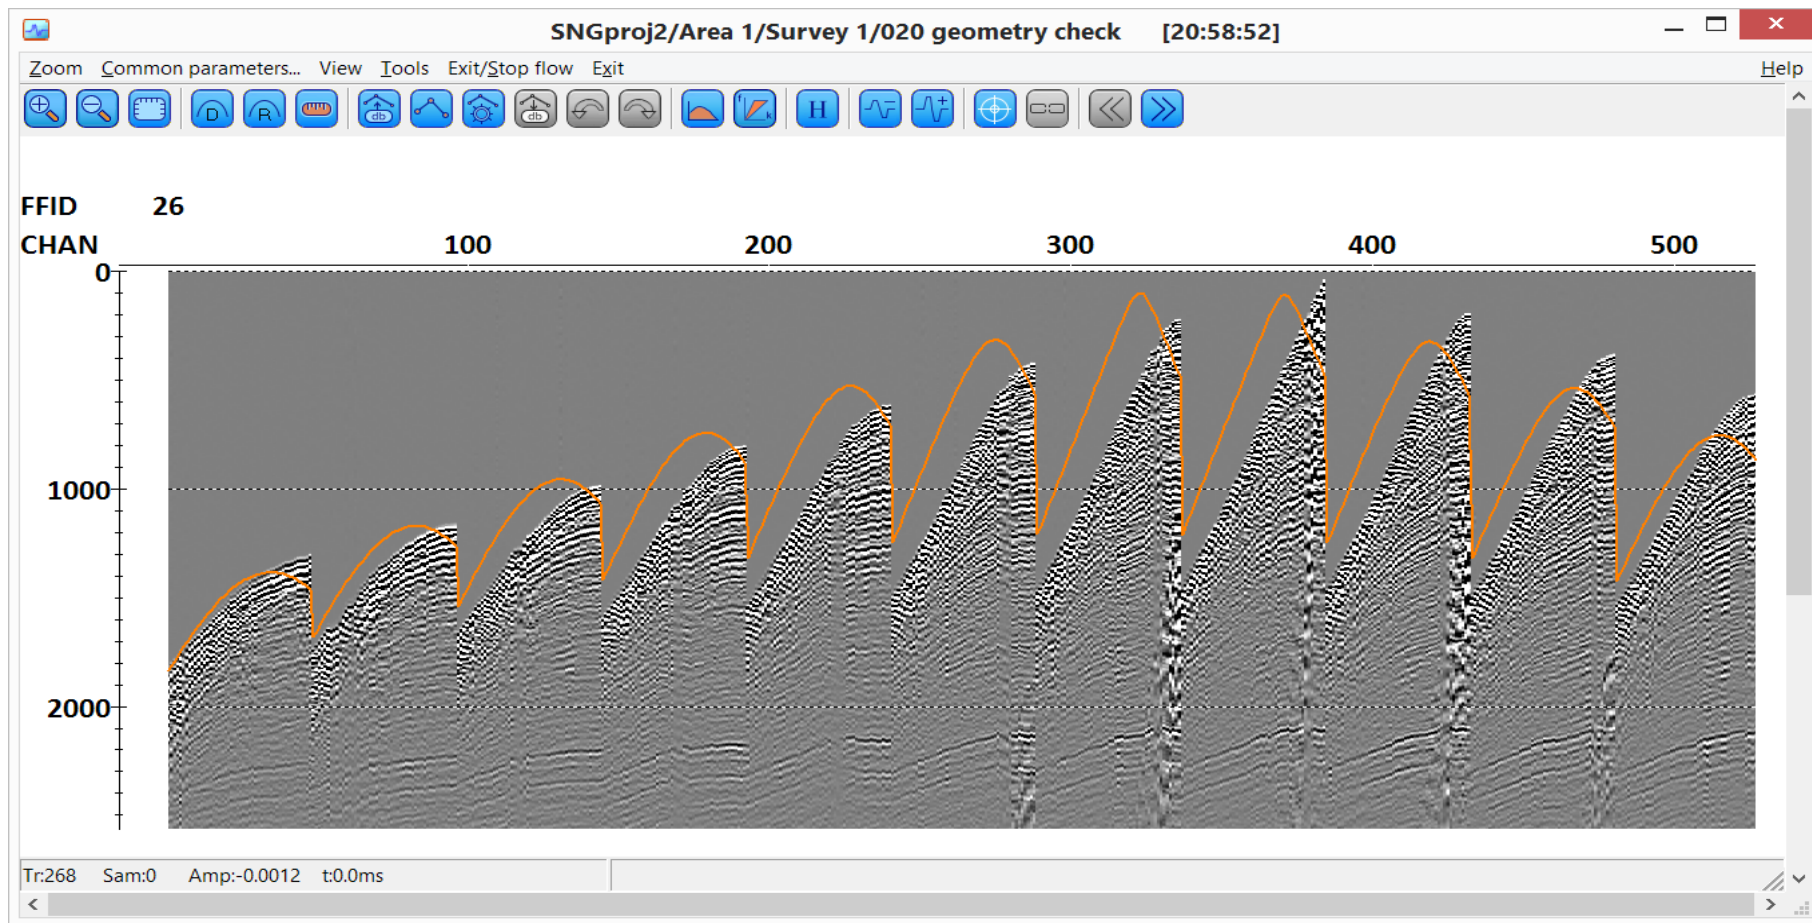 SNGproj2/Area 1/Survey 1/020 geometry check [20:58:52]
Zoom Common parameters... View Tools Exit/Stop flow Exit Help
D R db db f k H
FFID 26
CHAN 100 200 300 400 500
0
1000
2000
Tr:268 Sam:0 Amp:-0.0012 t:0.0ms